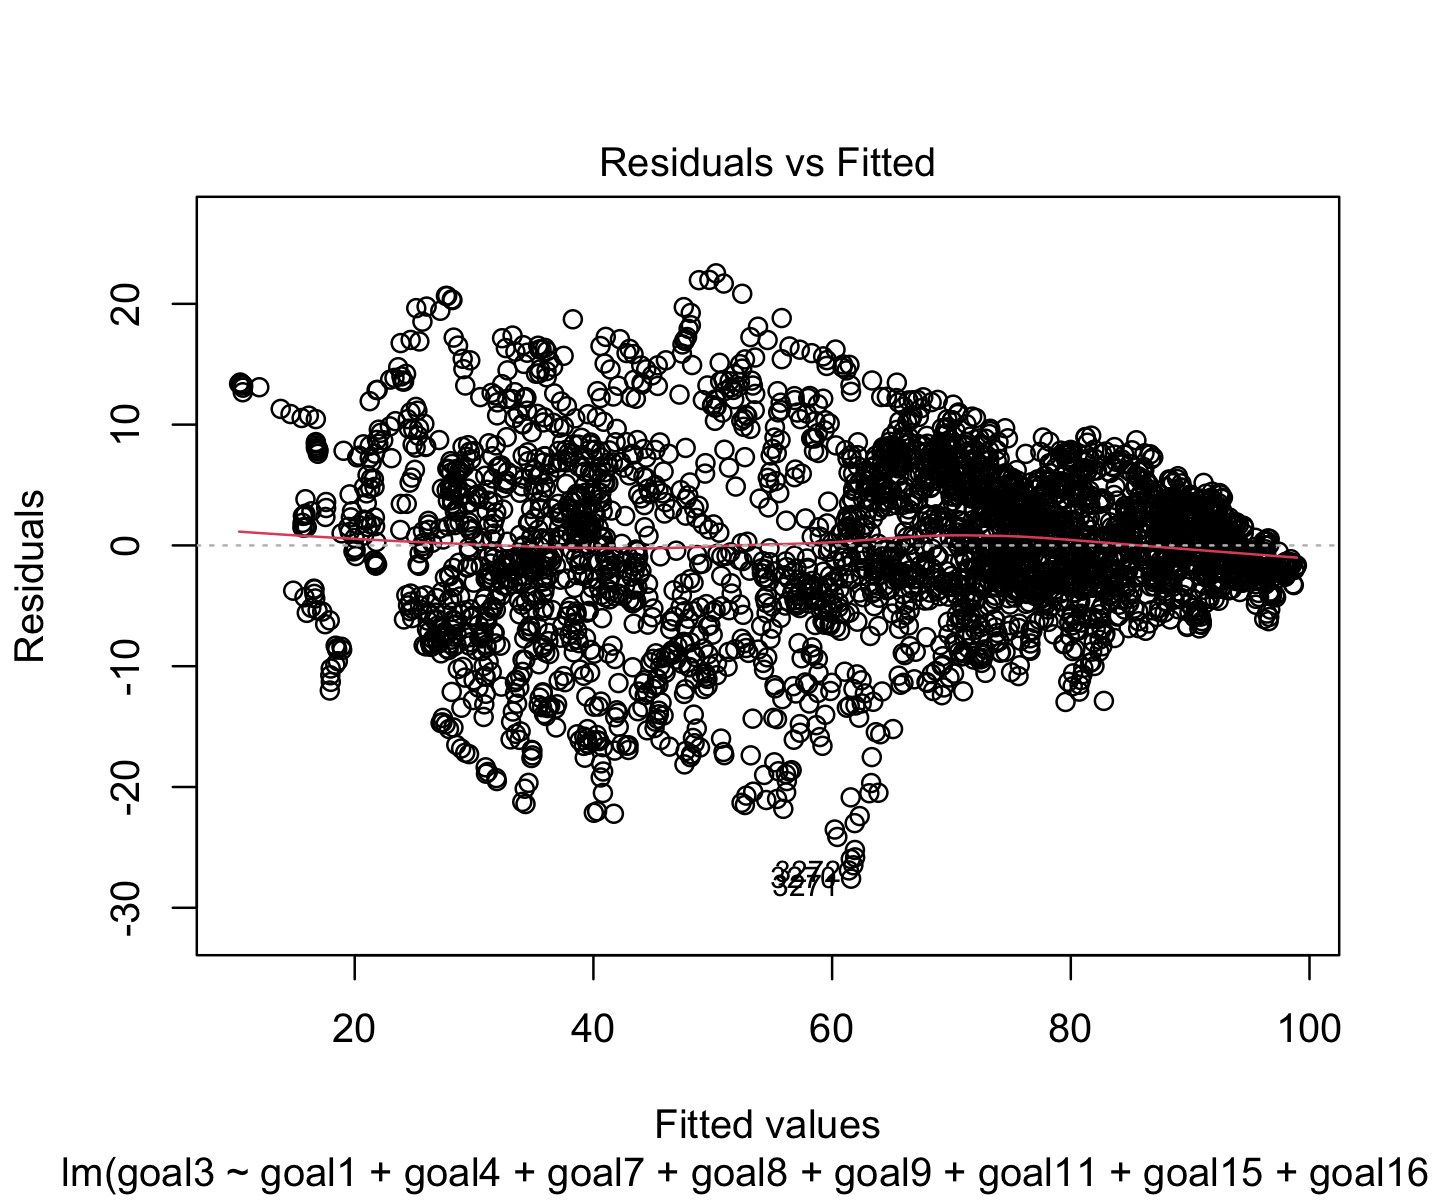 Residuals vs Fitted
Residuals
20
10
0
-10
-20
-30
3271
20 40 60 80 100
Fitted values
lm(goal3 ~ goal1 + goal4 + goal7 + goal8 + goal9 + goal11 + goal15 + goal16